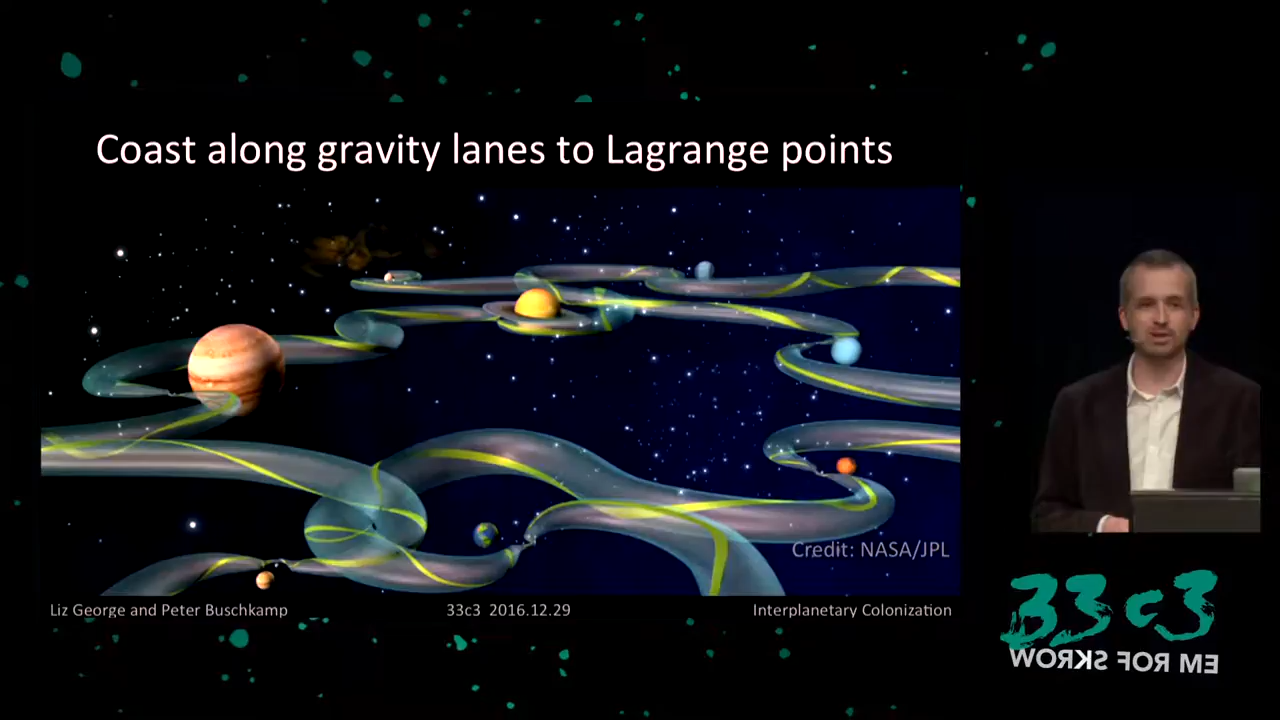 Coast along gravity lanes to Lagrange points
Credit: NASA/JPL
Liz George and Peter Buschkamp
33c3 2016.12.29
Interplanetary Colonization
33c3
WORKS FOR ME